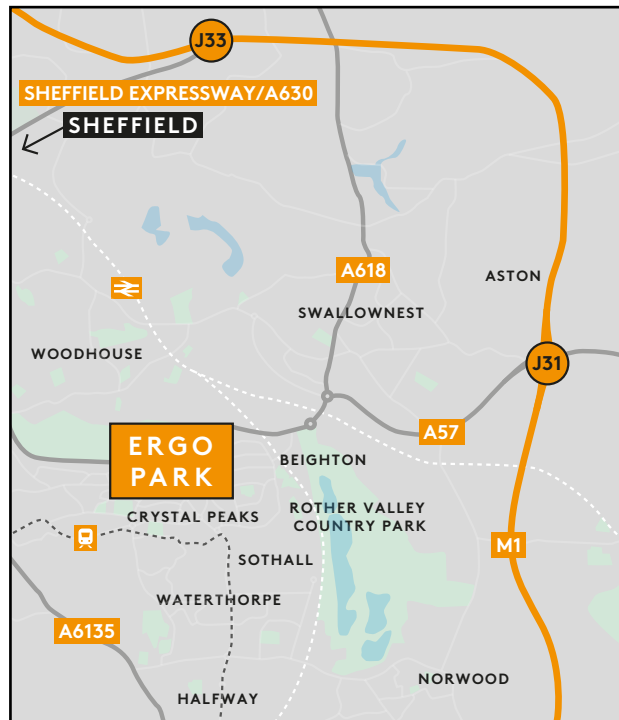 J33
SHEFFIELD EXPRESSWAY/A630
SHEFFIELD
A618
ASTON
SWALLOWNEST
WOODHOUSE
J31
A57
ERGO
PARK
BEIGHTON
ROTHER VALLEY
COUNTRY PARK
CRYSTAL PEAKS
M1
SOTHALL
WATERTHORPE
A6135
NORWOOD
HALFWAY